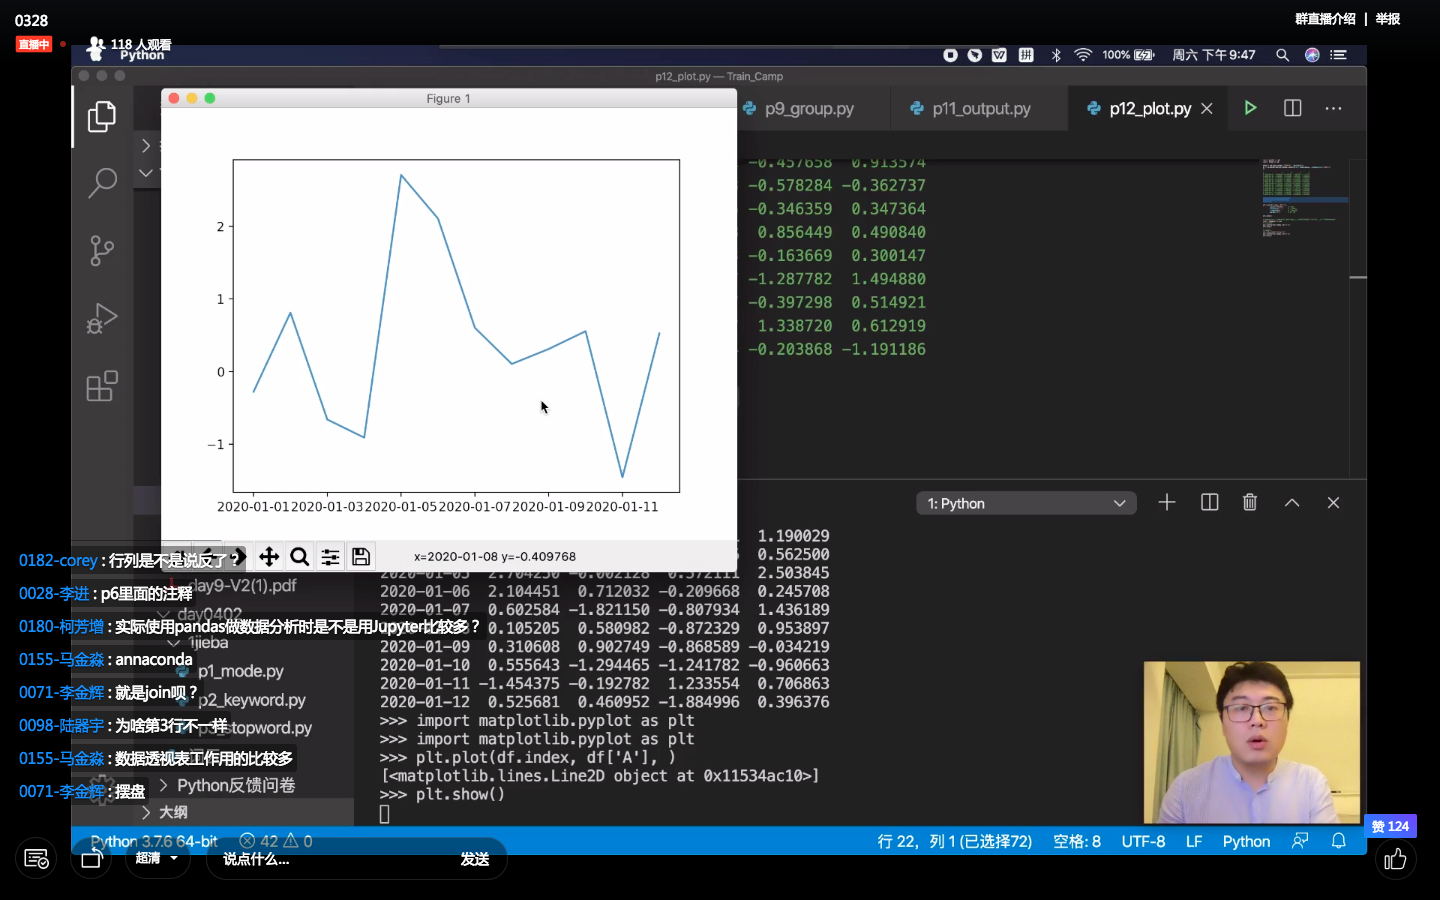 0328
群直播介绍 | 举报
直播中
118 人观看
Python
100%
周六 下午9:47
p12_plot.py — Train_Camp
Figure 1
p9_group.py
p11_output.py
p12_plot.py
-0.457658 0.913574
-0.578284 -0.362737
-0.346359 0.347364
0.856449 0.490840
-0.163669 0.300147
-1.287782 1.494880
-0.397298 0.514921
1.338720 0.612919
-0.203868 -1.191186
2
1
0
−1
2020-01-01 2020-01-03 2020-01-05 2020-01-07 2020-01-09 2020-01-11
x=2020-01-08 y=-0.409768
1: Python
1.190029
0.562500
2020-01-05 2.704250 -0.002128 0.572111 2.503845
2020-01-06 2.104451 0.712032 -0.209668 0.245708
2020-01-07 0.602584 -1.821150 -0.807934 1.436189
0.105205 0.580982 -0.872329 0.953897
2020-01-09 0.310608 0.902749 -0.868589 -0.034219
2020-01-10 0.555643 -1.294465 -1.241782 -0.960663
2020-01-11 -1.454375 -0.192782 1.233554 0.706863
2020-01-12 0.525681 0.460952 -1.884996 0.396376
>>> import matplotlib.pyplot as plt
>>> import matplotlib.pyplot as plt
>>> plt.plot(df.index, df['A'], )
[<matplotlib.lines.Line2D object at 0x11534ac10>]
>>> plt.show()
0182-corey : 行列是不是说反了？
day9-V2(1).pdf
0028-李进 : p6里面的注释
day0402
0180-柯芳增 : 实际使用pandas做数据分析时是不是用Jupyter比较多？
1jieba
0155-马金淼 : annaconda
p1_mode.py
0071-李金辉 : 就是join呗？
p2_keyword.py
0098-陆器宇 : 为啥第3行不一样
p3_stopword.py
0155-马金淼 : 数据透视表工作用的比较多
0071-李金辉 : 摆盘
Python反馈问卷
大纲
Python 3.7.6 64-bit
42
0
行 22，列 1 (已选择72)
空格: 8
UTF-8
LF
Python
赞 124
超清
说点什么...
发送